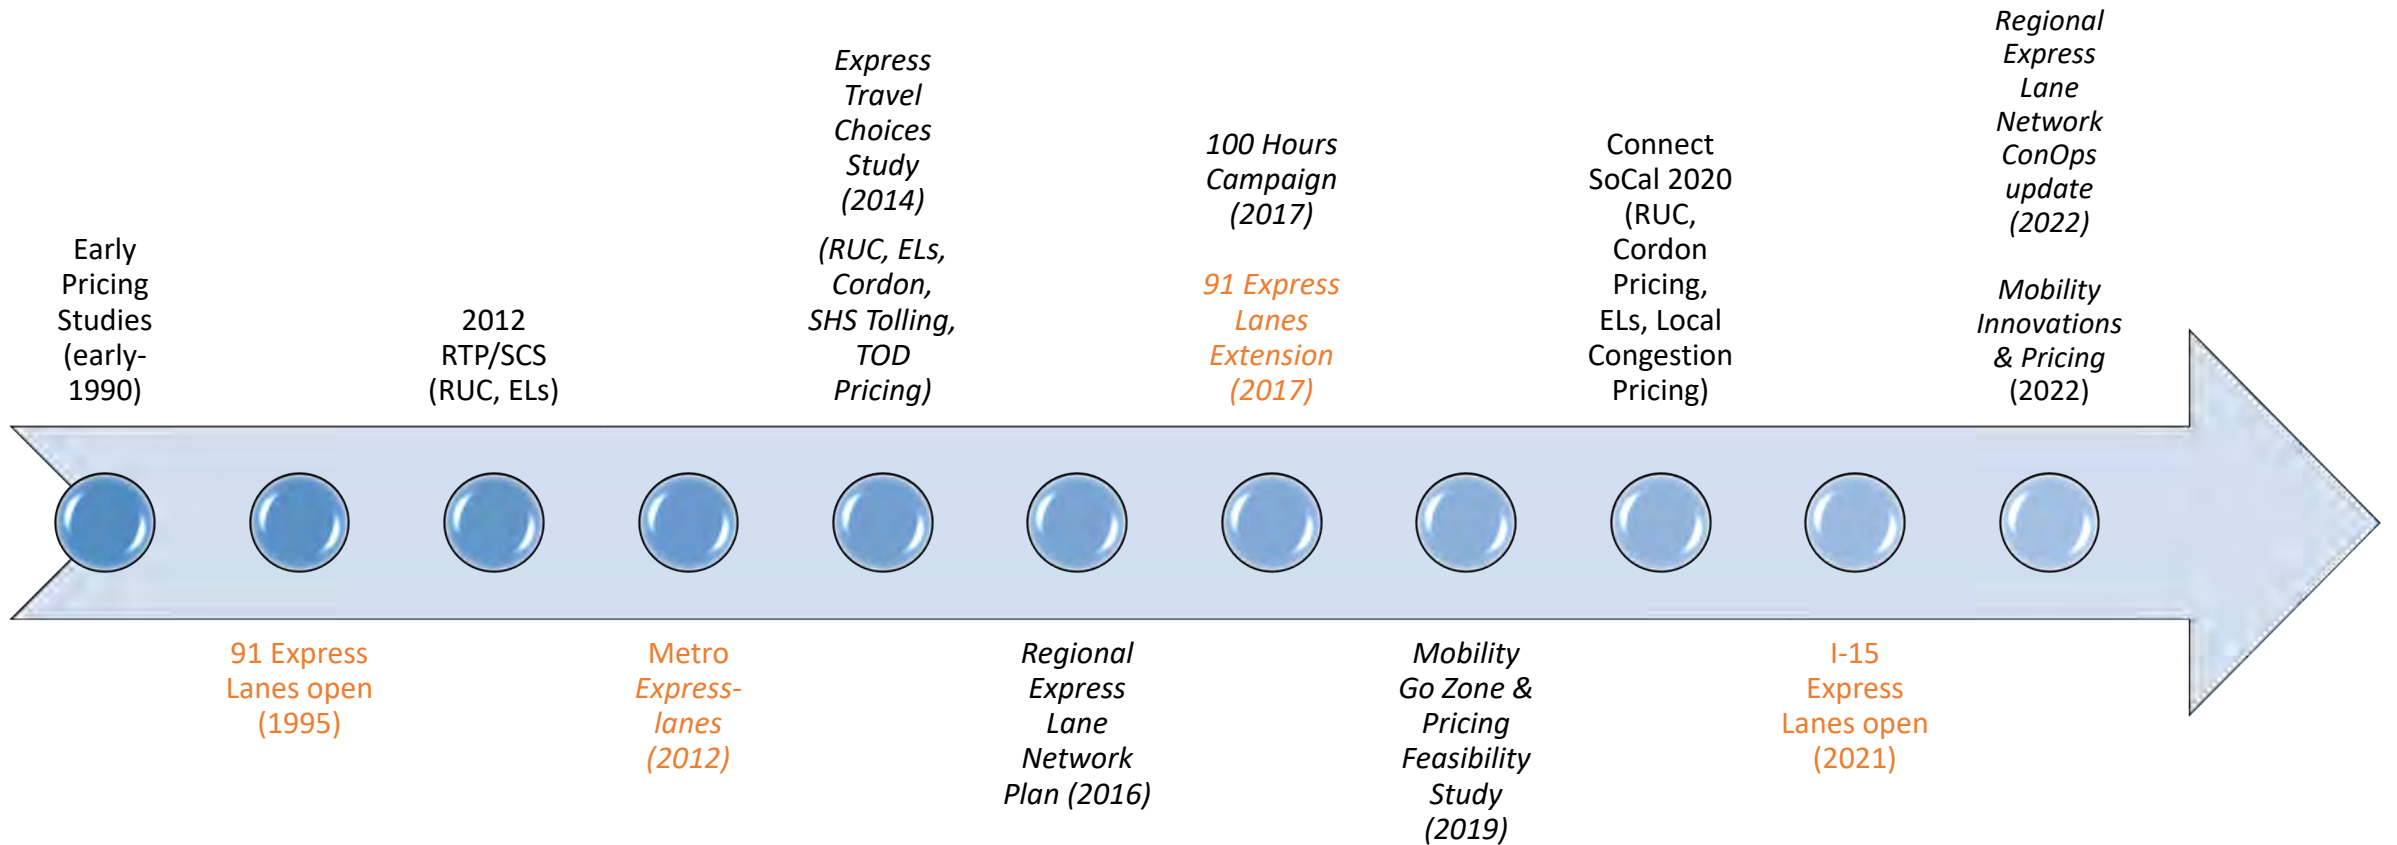 Early
Pricing
Studies
(early-
1990)
91 Express
Lanes open
(1995)
2012
RTP/SCS
(RUC, ELs)
Metro
Express-
lanes
(2012)
Express
Travel
Choices
Study
(2014)
(RUC, ELs,
Cordon,
SHS Tolling,
TOD
Pricing)
Regional
Express
Lane
Network
Plan (2016)
100 Hours
Campaign
(2017)
91 Express
Lanes
Extension
(2017)
Mobility
Go Zone &
Pricing
Feasibility
Study
(2019)
Connect
SoCal 2020
(RUC,
Cordon
Pricing,
ELs, Local
Congestion
Pricing)
I-15
Express
Lanes open
(2021)
Regional
Express
Lane
Network
ConOps
update
(2022)
Mobility
Innovations
& Pricing
(2022)